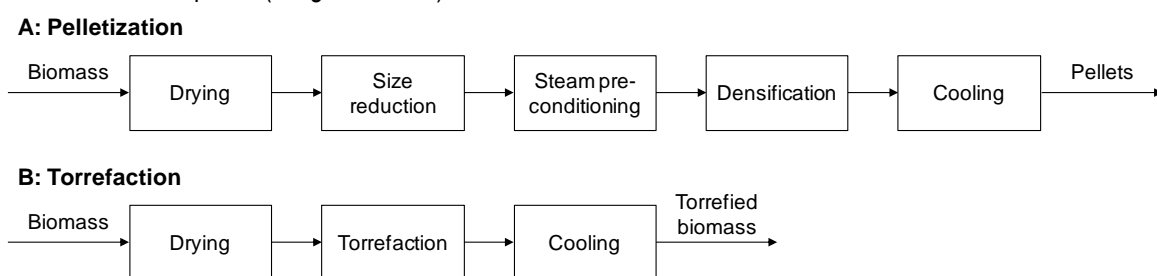 A: Pelletization
Biomass
Drying
Size
reduction
Steam pre-
conditioning
Densification
Cooling
Pellets
B: Torrefaction
Biomass
Drying
Torrefaction
Cooling
Torrefied
biomass